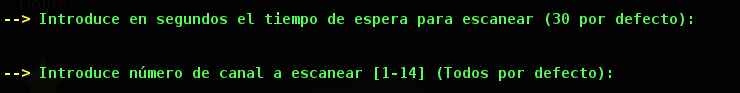 Home
--> Introduce en segundos el tiempo de espera para escanear (30 por defecto):
--> Introduce número de canal a escanear [1-14] (Todos por defecto):